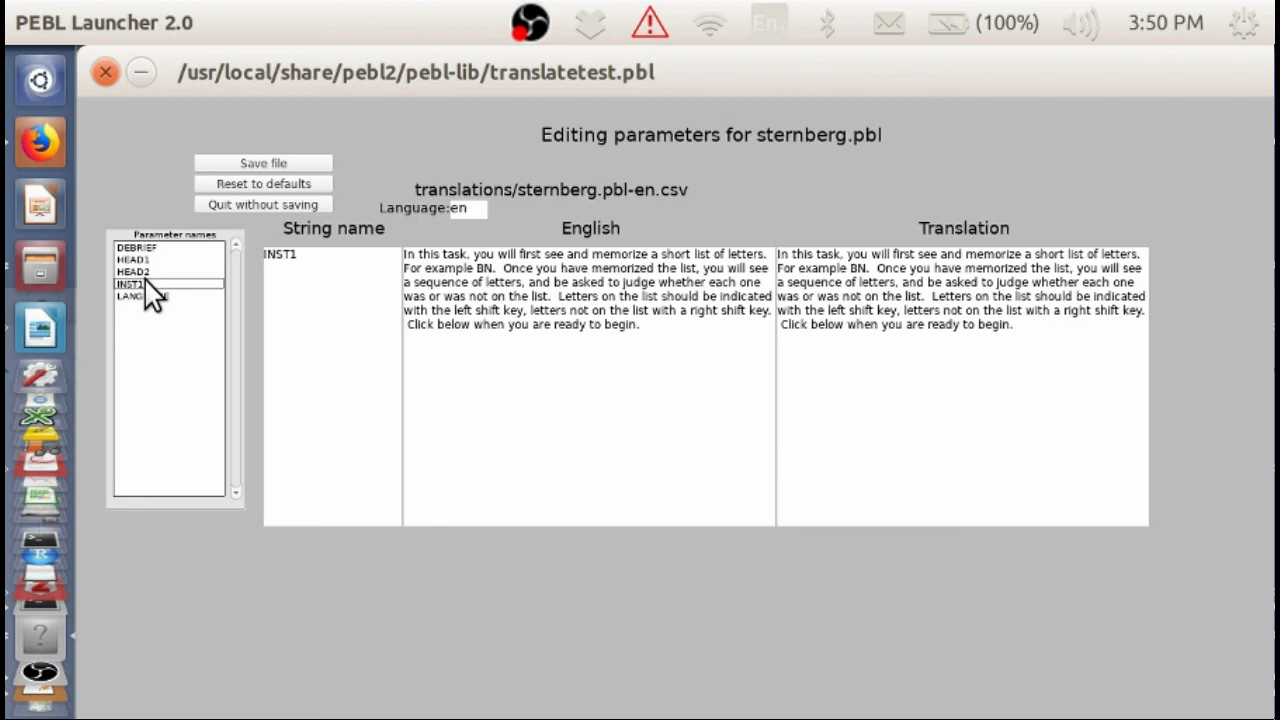 PEBL Launcher 2.0
En
(100%)
3:50 PM
/usr/local/share/pebl2/pebl-lib/translatetest.pbl
Editing parameters for sternberg.pbl
Save file
Reset to defaults
Quit without saving
translations/sternberg.pbl-en.csv
Language:en
String name
English
Translation
Parameter names
DEBRIEF
HEAD1
HEAD2
INST1
INST1
In this task, you will first see and memorize a short list of letters.
For example BN.  Once you have memorized the list, you will see
a sequence of letters, and be asked to judge whether each one
was or was not on the list.  Letters on the list should be indicated
with the left shift key, letters not on the list with a right shift key.
Click below when you are ready to begin.
In this task, you will first see and memorize a short list of letters.
For example BN.  Once you have memorized the list, you will see
a sequence of letters, and be asked to judge whether each one
was or was not on the list.  Letters on the list should be indicated
with the left shift key, letters not on the list with a right shift key.
Click below when you are ready to begin.